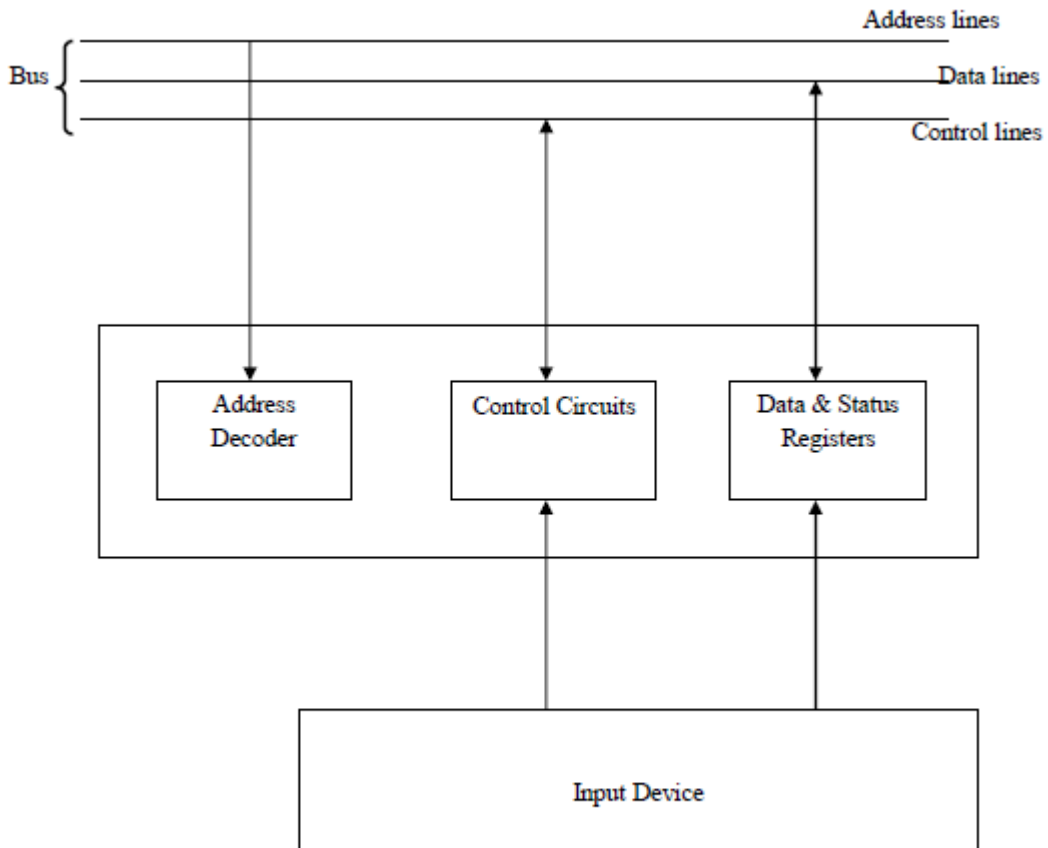 Address lines
Bus
Data lines
Control lines
Address
Decoder
Control Circuits
Data & Status
Registers
Input Device